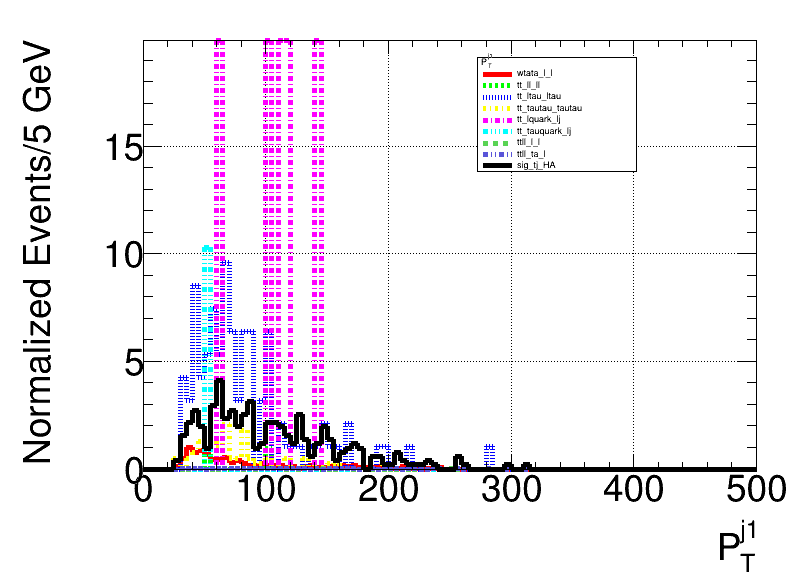 Normalized Events/5 GeV
15
10
5
0
0 100 200 300 400 500
P_T^j1
P_T^j1
wtata_l_l
tt_ll_ll
tt_ltau_ltau
tt_tautau_tautau
tt_lquark_lj
tt_tauquark_lj
ttll_l_l
ttll_ta_l
sig_tj_HA